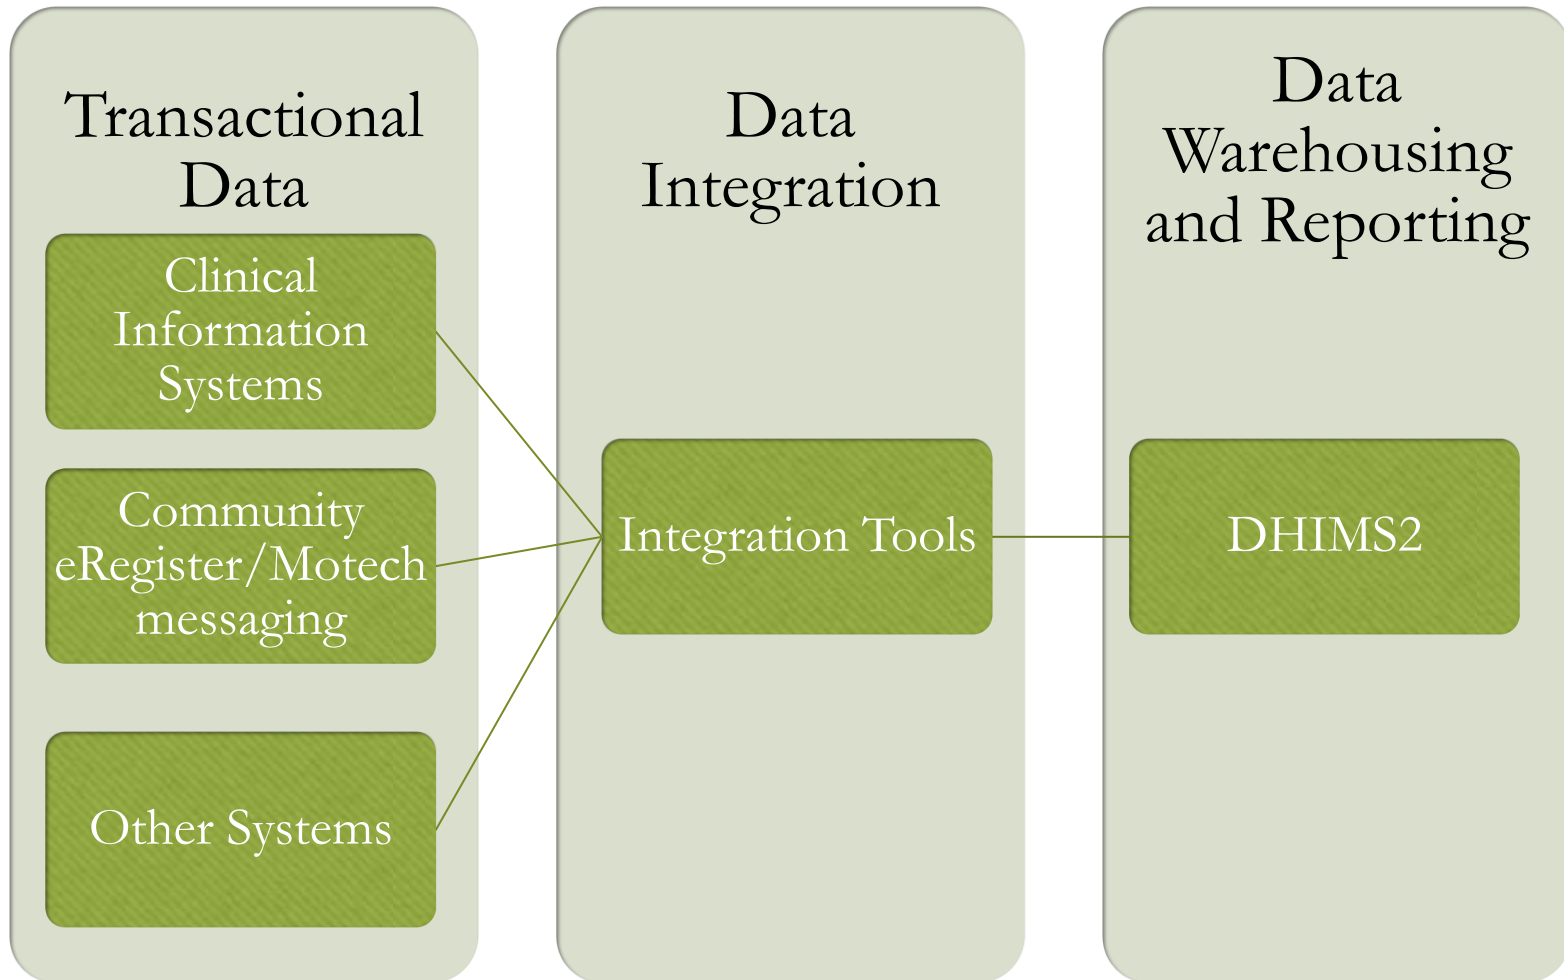 Transactional
Data
Clinical
Information
Systems
Community
eRegister/Motech
messaging
Other Systems
Data
Integration
Integration Tools
Data
Warehousing
and Reporting
DHIMS2